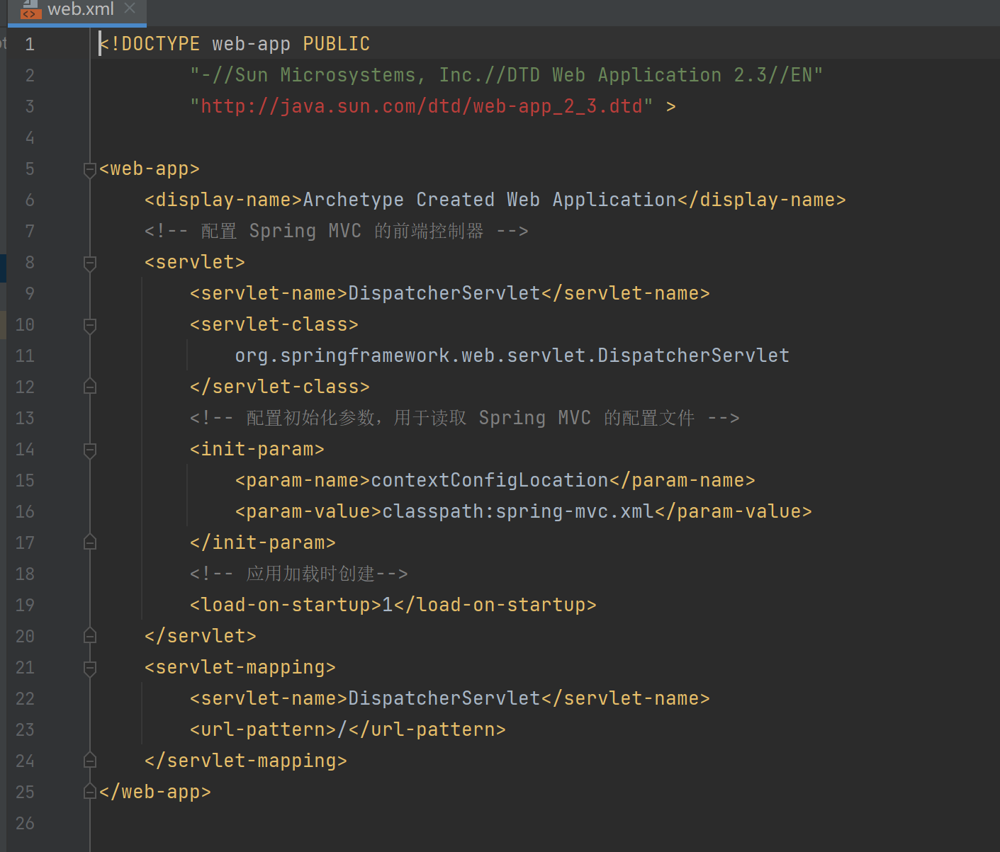 web.xml
1 <!DOCTYPE web-app PUBLIC
2 "-//Sun Microsystems, Inc.//DTD Web Application 2.3//EN"
3 "http://java.sun.com/dtd/web-app_2_3.dtd" >
4
5 <web-app>
6 <display-name>Archetype Created Web Application</display-name>
7 <!-- 配置 Spring MVC 的前端控制器 -->
8 <servlet>
9 <servlet-name>DispatcherServlet</servlet-name>
10 <servlet-class>
11 org.springframework.web.servlet.DispatcherServlet
12 </servlet-class>
13 <!-- 配置初始化参数，用于读取 Spring MVC 的配置文件 -->
14 <init-param>
15 <param-name>contextConfigLocation</param-name>
16 <param-value>classpath:spring-mvc.xml</param-value>
17 </init-param>
18 <!-- 应用加载时创建-->
19 <load-on-startup>1</load-on-startup>
20 </servlet>
21 <servlet-mapping>
22 <servlet-name>DispatcherServlet</servlet-name>
23 <url-pattern>/</url-pattern>
24 </servlet-mapping>
25 </web-app>
26